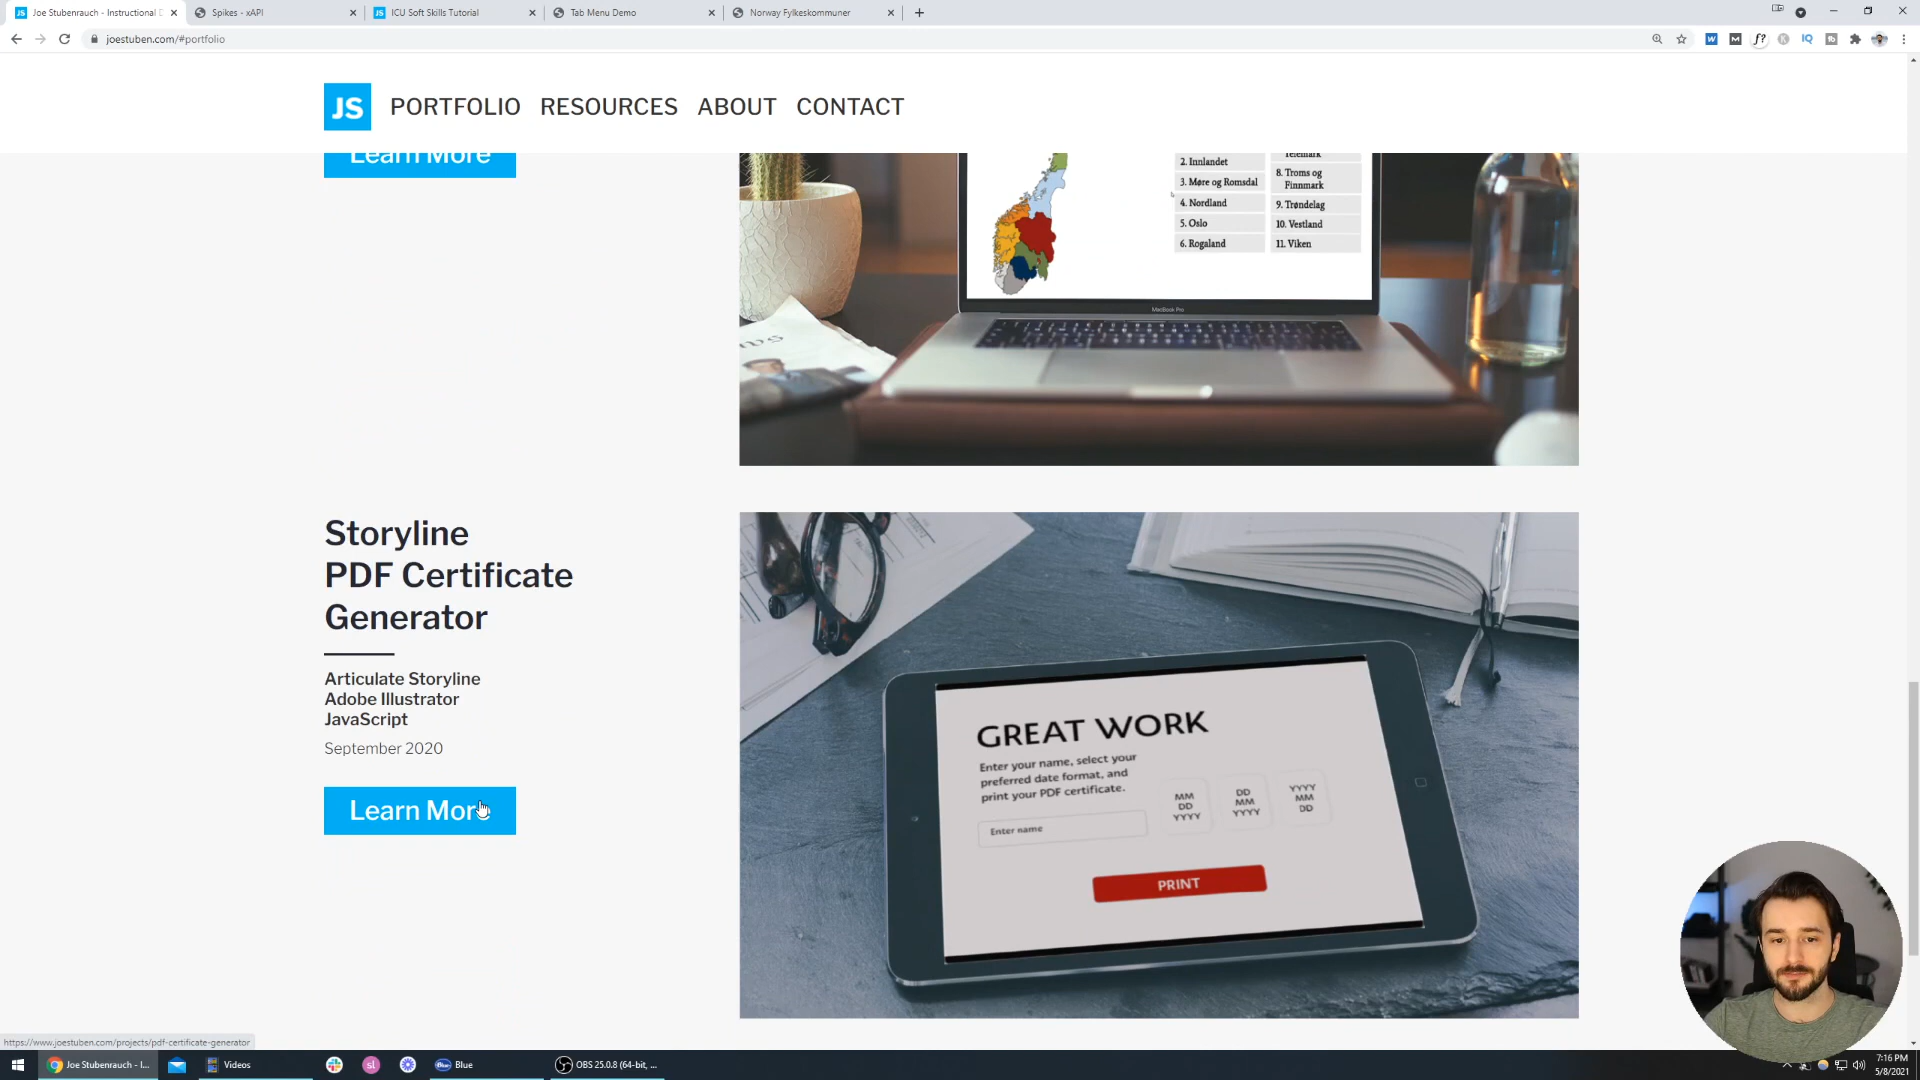 Joe Stubenrauch - Instructional D
Spikes - xAPI
ICU Soft Skills Tutorial
Tab Menu Demo
Norway Fylkeskommuner
joestuben.com/#portfolio
JS PORTFOLIO RESOURCES ABOUT CONTACT
Learn More
2. Innlandet
3. Møre og Romsdal
4. Nordland
5. Oslo
6. Rogaland
Telemark
8. Troms og
Finnmark
9. Trøndelag
10. Vestland
11. Viken
MacBook Pro
Storyline
PDF Certificate
Generator
Articulate Storyline
Adobe Illustrator
JavaScript
September 2020
Learn More
GREAT WORK
Enter your name, select your
preferred date format, and
print your PDF certificate.
Enter name
MM
DD
YYYY
DD
MM
YYYY
YYYY
MM
DD
PRINT
https://www.joestuben.com/projects/pdf-certificate-generator
Joe Stubenrauch - I...
Videos
Blue
OBS 25.0.8 (64-bit, ...
7:16 PM
5/8/2021